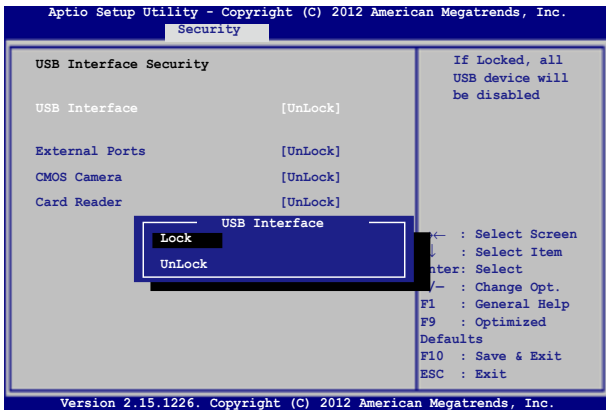 Aptio Setup Utility - Copyright (C) 2012 American Megatrends, Inc.
Security
USB Interface Security
USB Interface [UnLock]
External Ports [UnLock]
CMOS Camera [UnLock]
Card Reader [UnLock]
USB Interface
Lock
UnLock
If Locked, all
USB device will
be disabled
← : Select Screen
↓ : Select Item
nter: Select
/— : Change Opt.
F1 : General Help
F9 : Optimized
Defaults
F10 : Save & Exit
ESC : Exit
Version 2.15.1226. Copyright (C) 2012 American Megatrends, Inc.